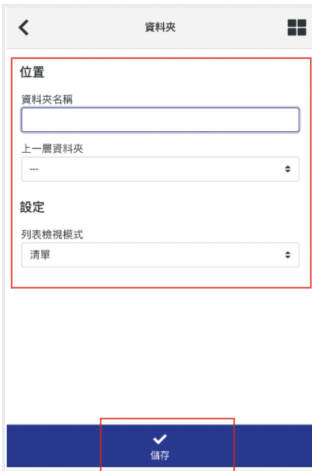 資料夾
位置
資料夾名稱
上一層資料夾
---
設定
列表檢視模式
清單
儲存